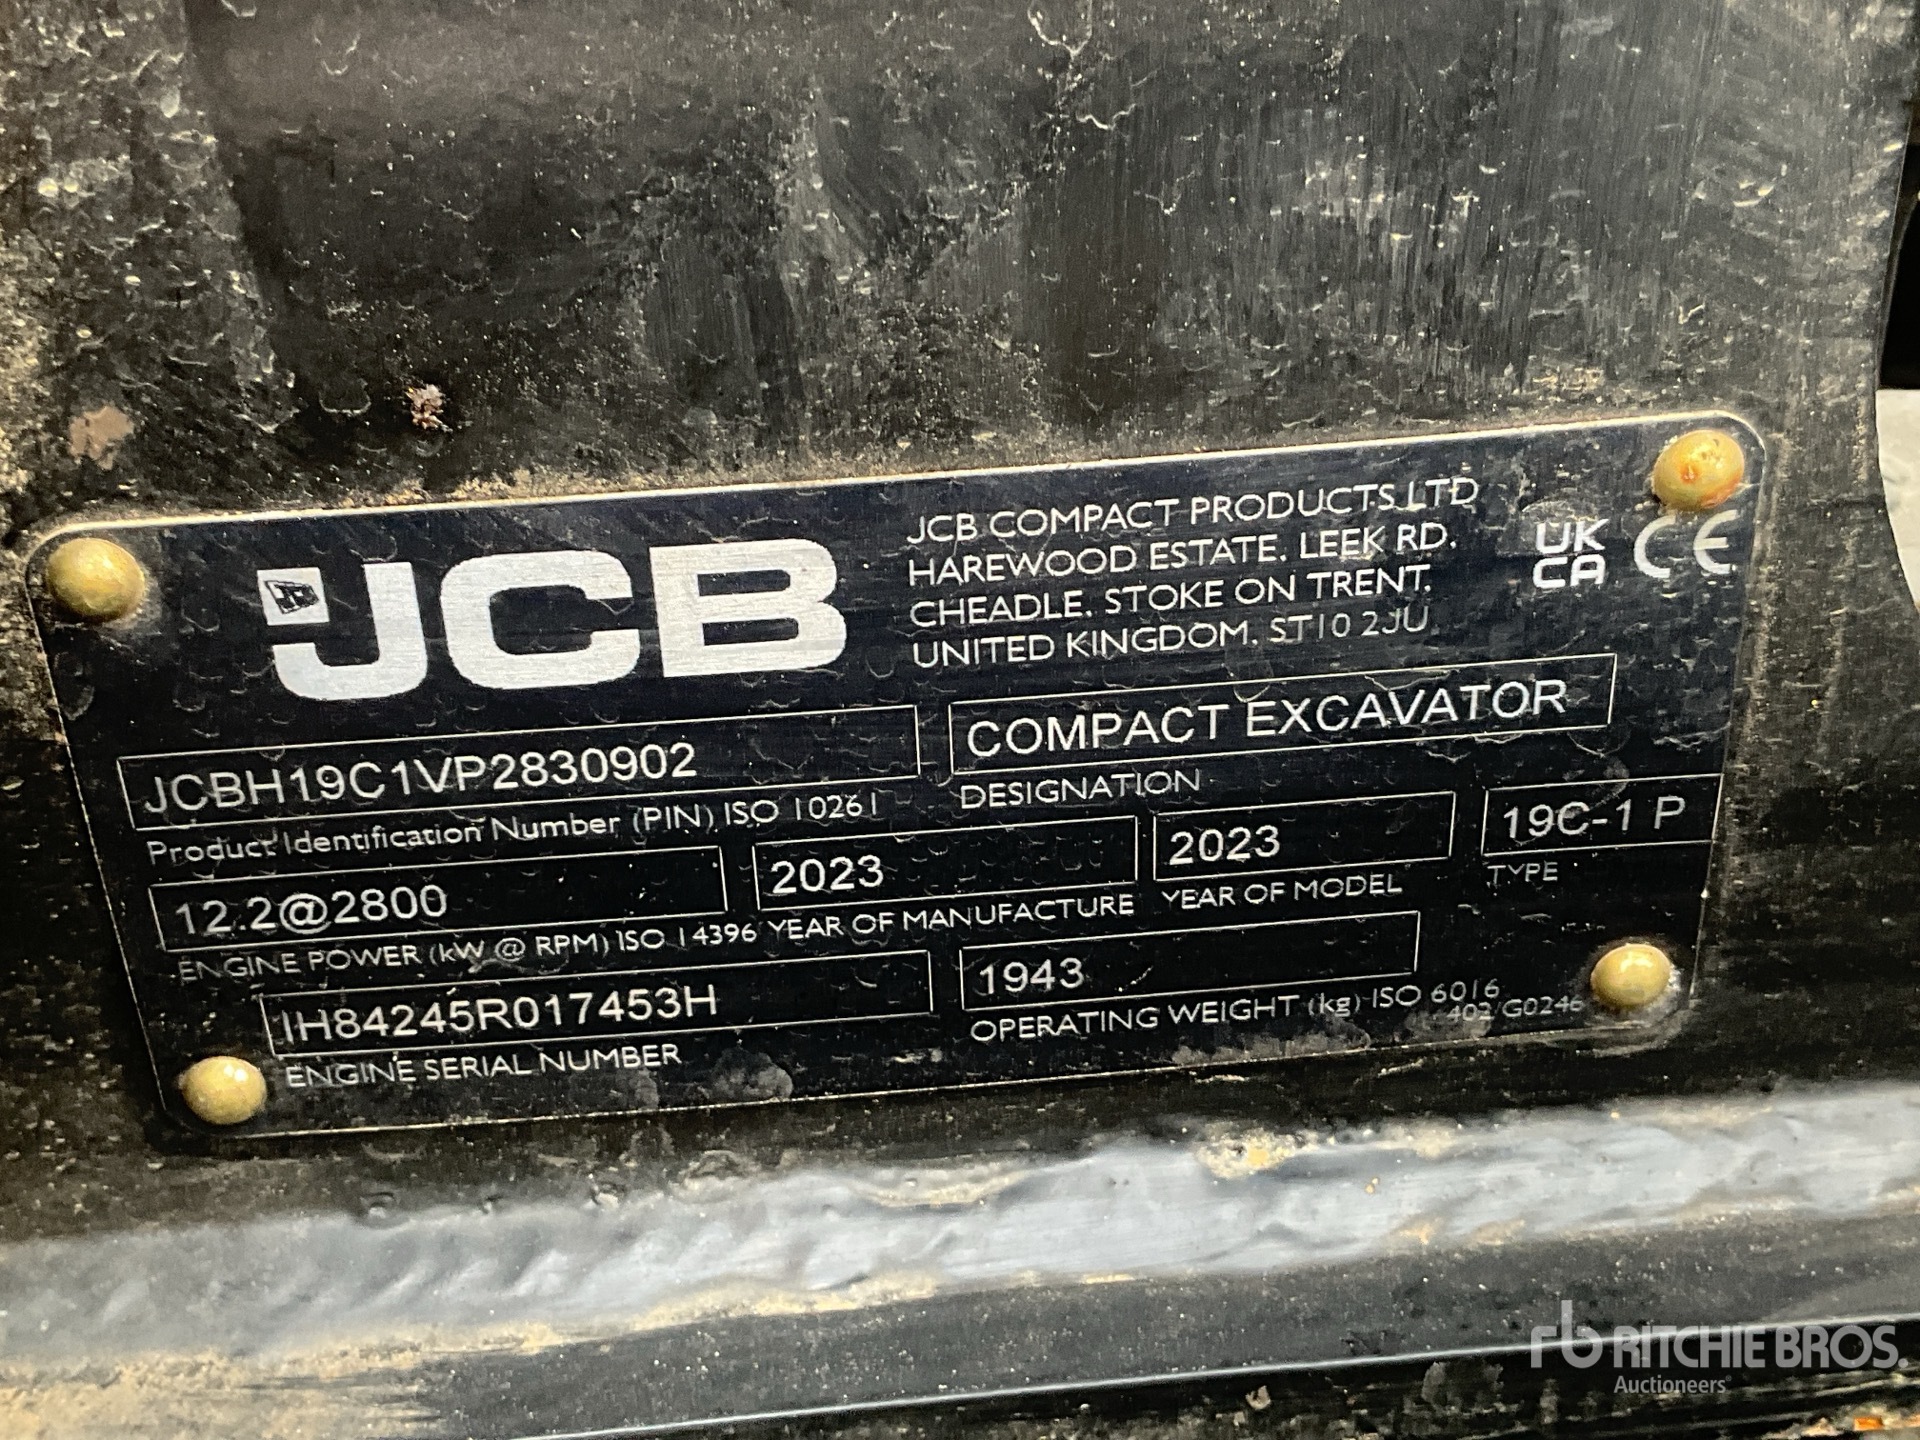 JCB
JCB COMPACT PRODUCTS LTD
HAREWOOD ESTATE. LEEK RD.
CHEADLE. STOKE ON TRENT.
UNITED KINGDOM. ST10 2JU
UK
CA
CE
JCBH19C1VP2830902
Product Identification Number (PIN) ISO 10261
COMPACT EXCAVATOR
DESIGNATION
12.2@2800
ENGINE POWER (kW @ RPM) ISO 14396
2023
YEAR OF MANUFACTURE
2023
YEAR OF MODEL
19C-1 P
TYPE
IH84245R017453H
ENGINE SERIAL NUMBER
1943
OPERATING WEIGHT (kg) ISO 6016
402/G0246
rb RITCHIE BROS.
Auctioneers